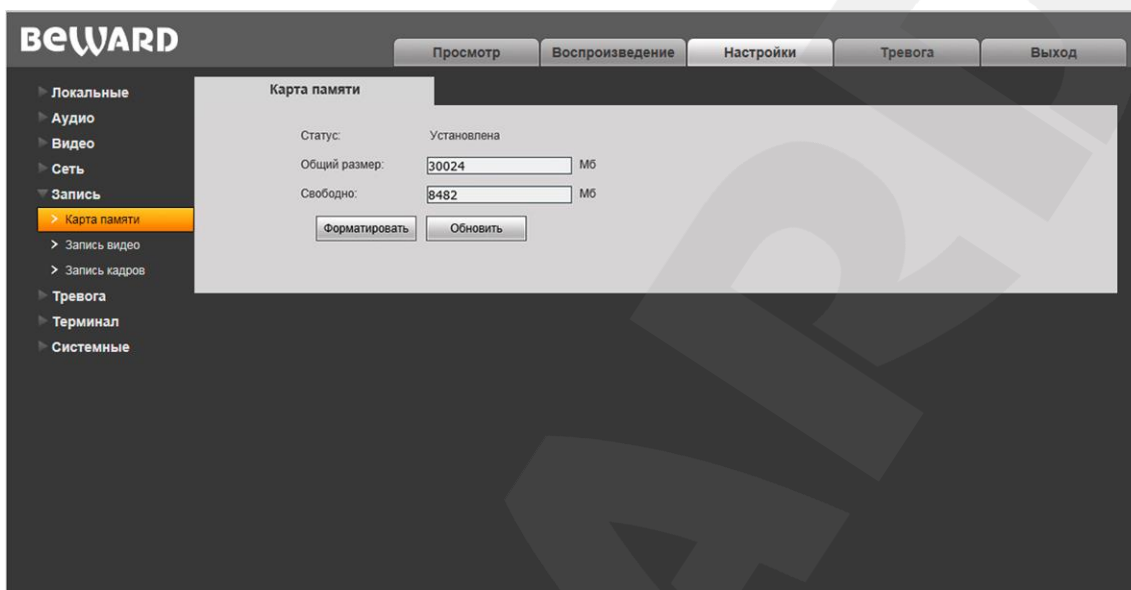 BEWARD
Просмотр Воспроизведение Настройки Тревога Выход
Локальные
Аудио
Видео
Сеть
Запись
Карта памяти
Запись видео
Запись кадров
Тревога
Терминал
Системные
Карта памяти
Статус: Установлена
Общий размер: 30024 Мб
Свободно: 8482 Мб
Форматировать Обновить